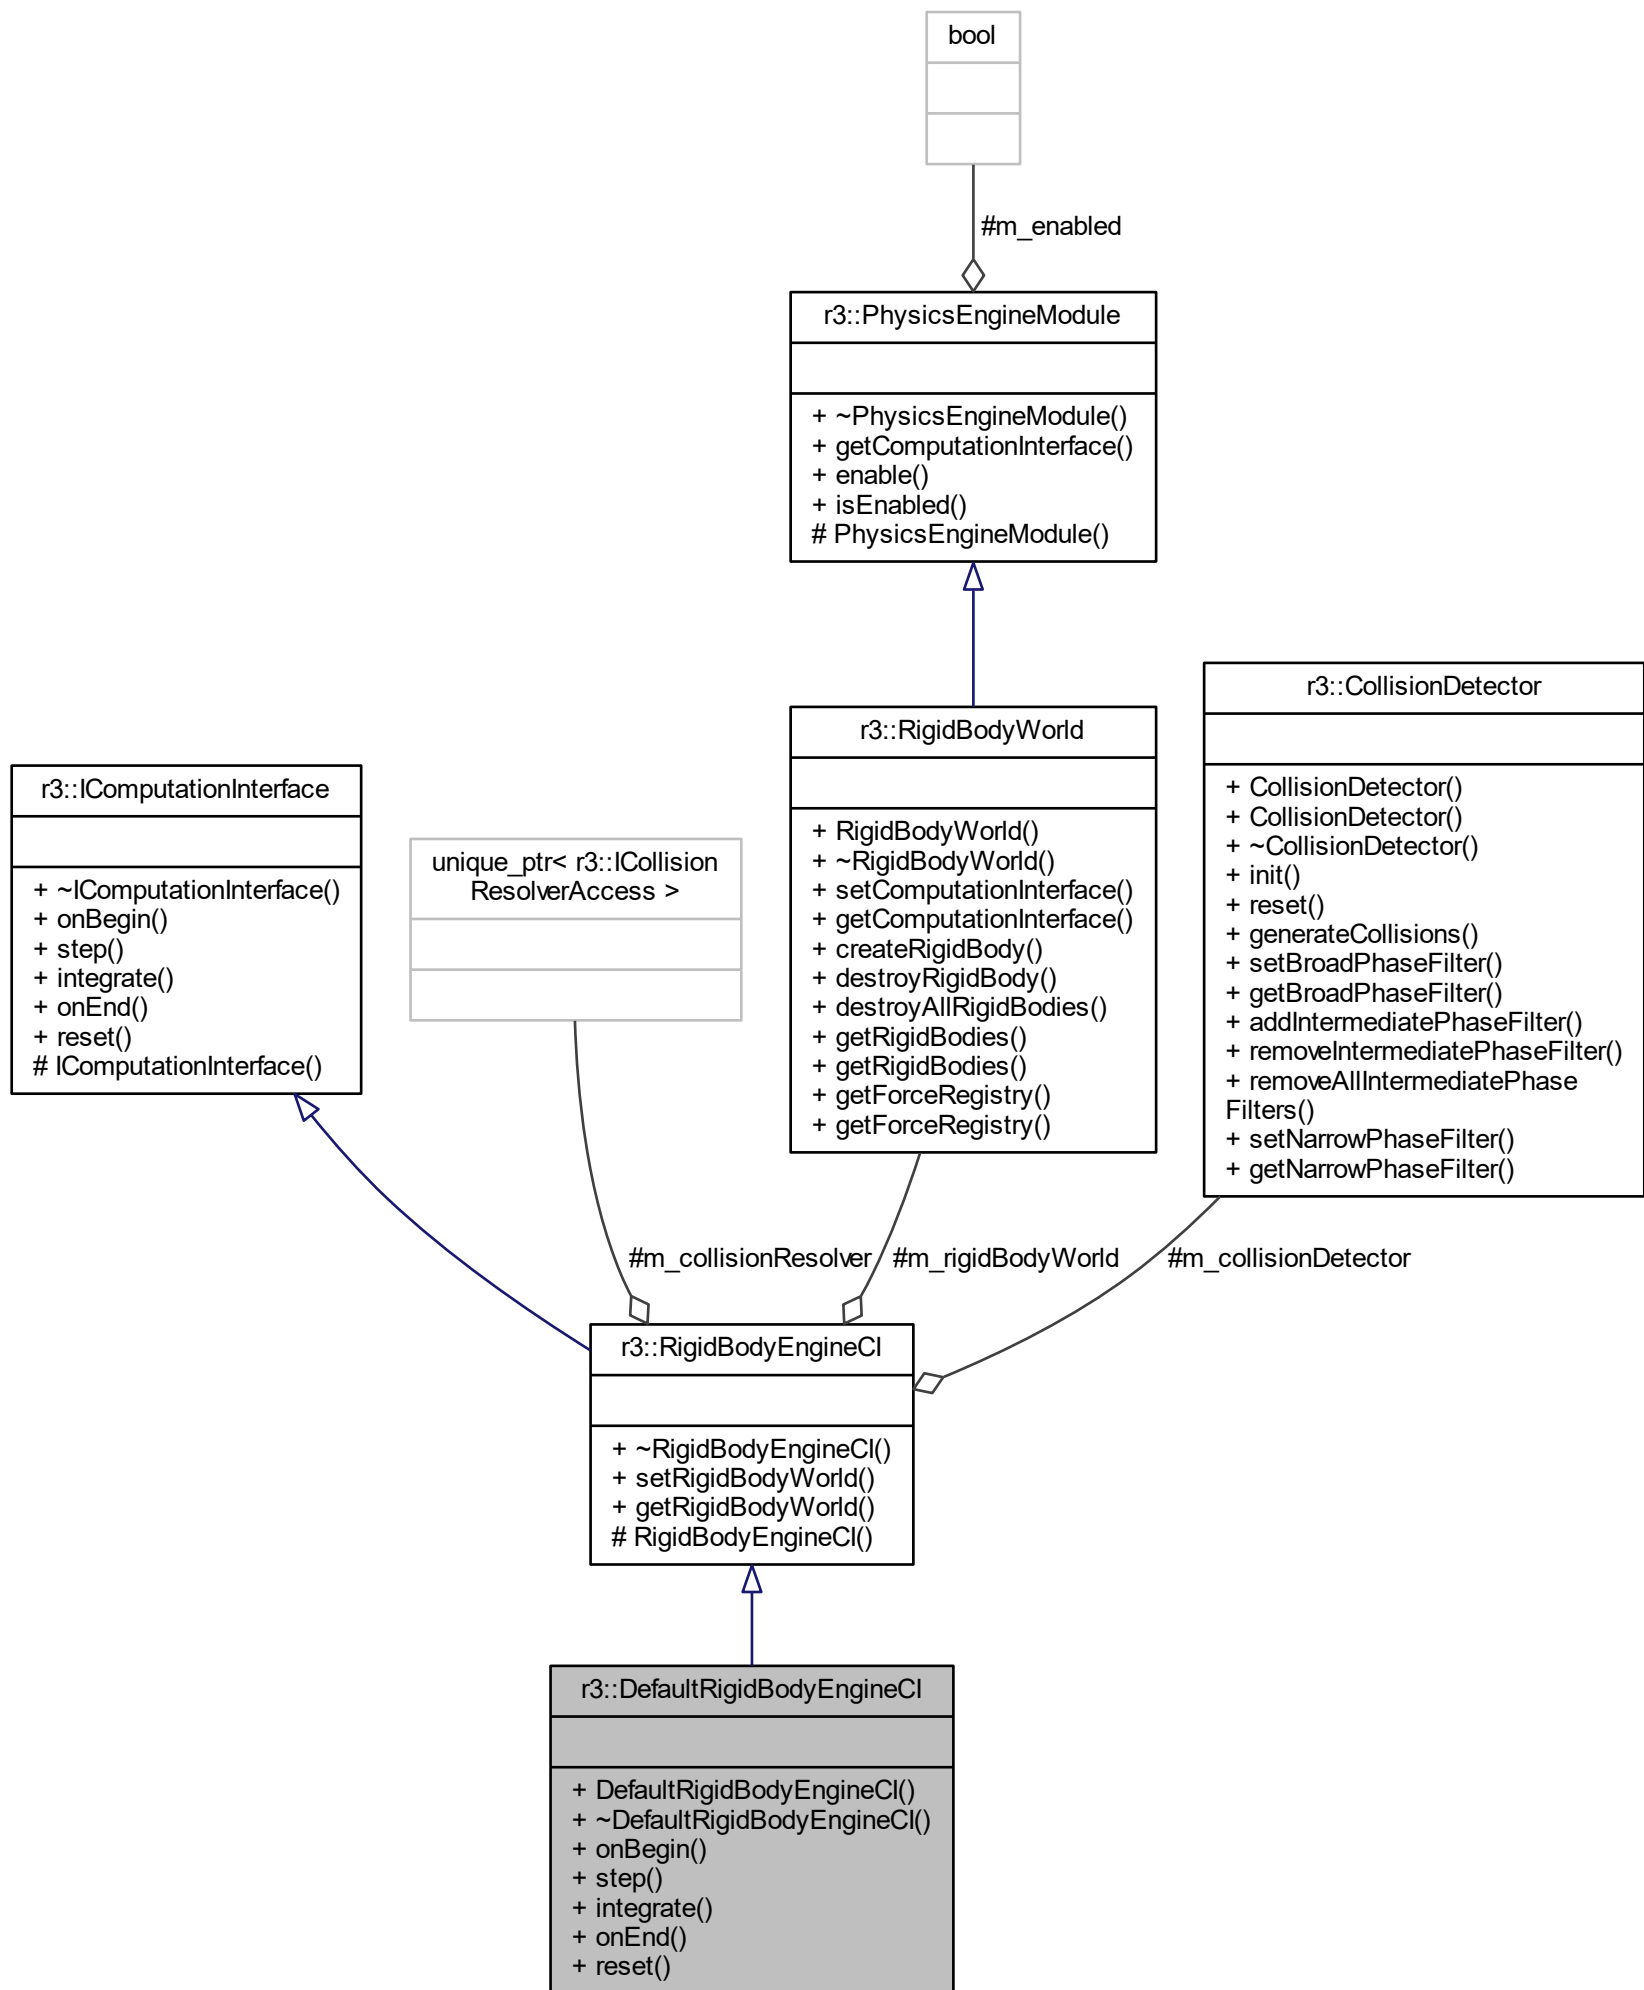 bool
#m_enabled
r3::PhysicsEngineModule
+ ~PhysicsEngineModule()
+ getComputationInterface()
+ enable()
+ isEnabled()
# PhysicsEngineModule()
r3::RigidBodyWorld
+ RigidBodyWorld()
+ ~RigidBodyWorld()
+ setComputationInterface()
+ getComputationInterface()
+ createRigidBody()
+ destroyRigidBody()
+ destroyAllRigidBodies()
+ getRigidBodies()
+ getRigidBodies()
+ getForceRegistry()
+ getForceRegistry()
r3::CollisionDetector
+ CollisionDetector()
+ CollisionDetector()
+ ~CollisionDetector()
+ init()
+ reset()
+ generateCollisions()
+ setBroadPhaseFilter()
+ getBroadPhaseFilter()
+ addIntermediatePhaseFilter()
+ removeIntermediatePhaseFilter()
+ removeAllIntermediatePhase
Filters()
+ setNarrowPhaseFilter()
+ getNarrowPhaseFilter()
r3::IComputationInterface
+ ~IComputationInterface()
+ onBegin()
+ step()
+ integrate()
+ onEnd()
+ reset()
# IComputationInterface()
unique_ptr< r3::ICollision
ResolverAccess >
#m_collisionResolver
#m_rigidBodyWorld
#m_collisionDetector
r3::RigidBodyEngineCI
+ ~RigidBodyEngineCI()
+ setRigidBodyWorld()
+ getRigidBodyWorld()
# RigidBodyEngineCI()
r3::DefaultRigidBodyEngineCI
+ DefaultRigidBodyEngineCI()
+ ~DefaultRigidBodyEngineCI()
+ onBegin()
+ step()
+ integrate()
+ onEnd()
+ reset()